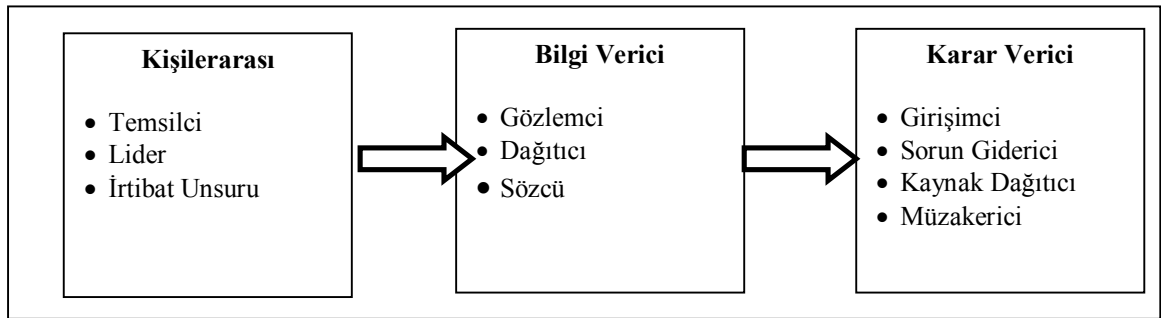 Kişilerarası
• Temsilci
• Lider
• İrtibat Unsuru
Bilgi Verici
• Gözlemci
• Dağıtıcı
• Sözcü
Karar Verici
• Girişimci
• Sorun Giderici
• Kaynak Dağıtıcı
• Müzakerici